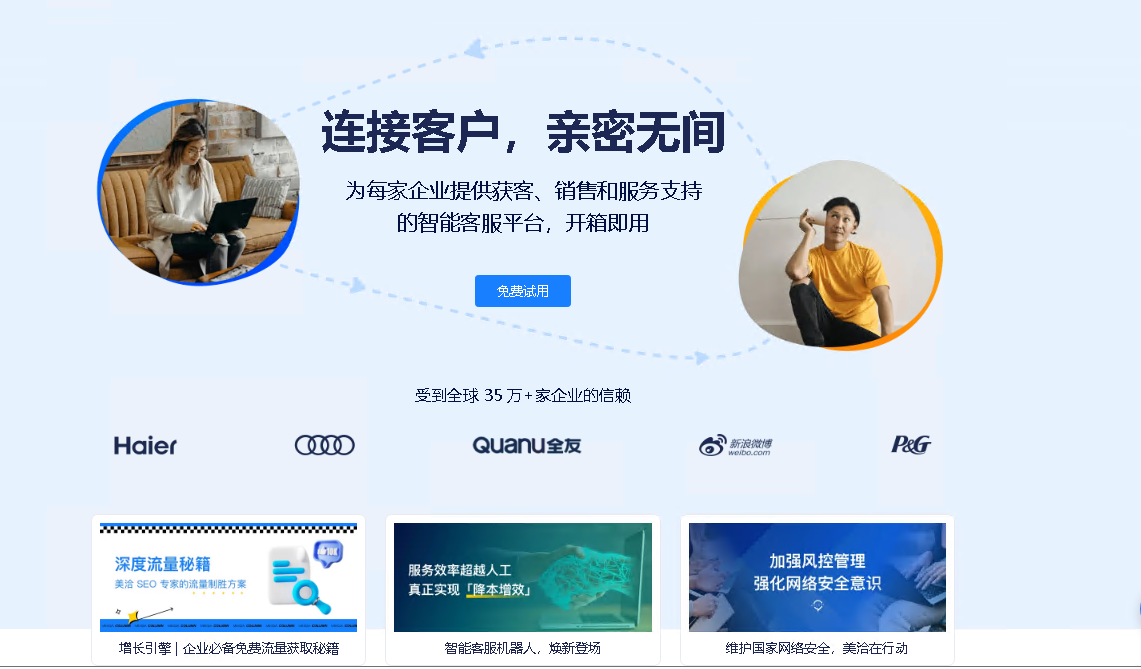 连接客户，亲密无间
为每家企业提供获客、销售和服务支持
的智能客服平台，开箱即用
免费试用
受到全球 35 万+家企业的信赖
Haier
Quanu全友
新浪微博
weibo.com
P&G
深度流量秘籍
美洽 SEO 专家的流量制胜方案
增长引擎 | 企业必备免费流量获取秘籍
服务效率超越人工
真正实现「降本增效」
智能客服机器人，焕新登场
加强风控管理
强化网络安全意识
维护国家网络安全，美洽在行动